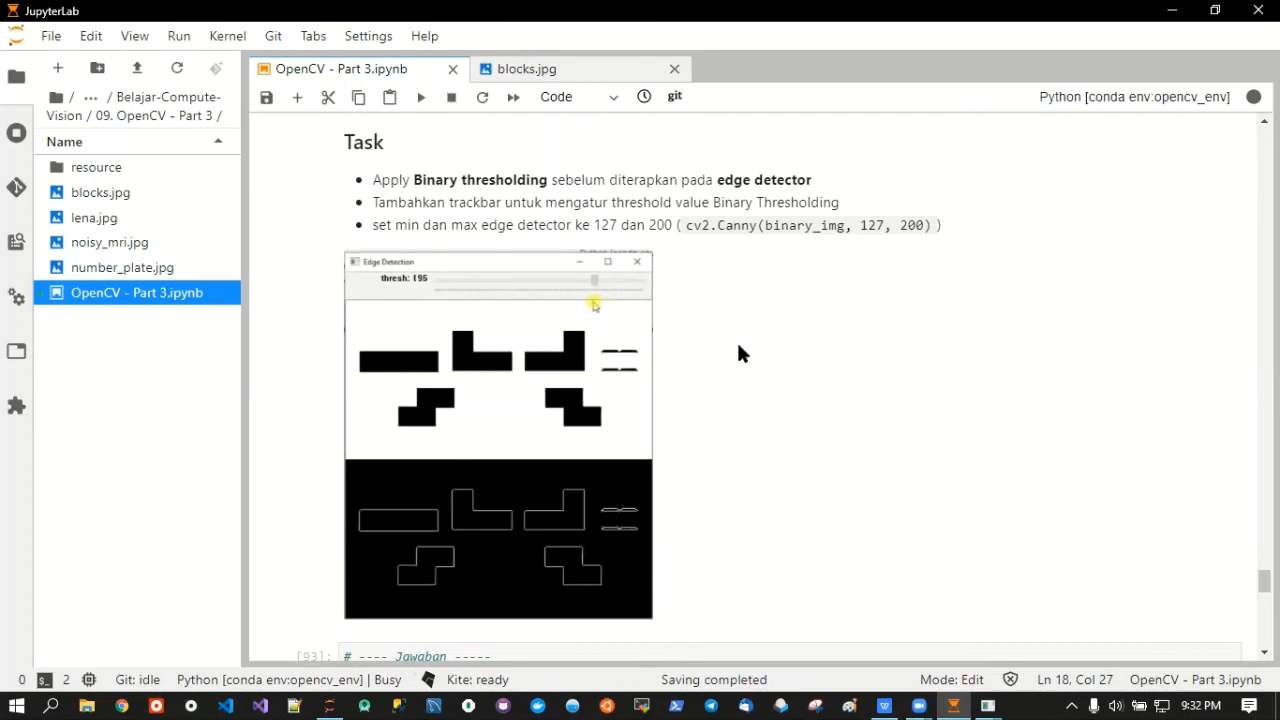 JupyterLab
File Edit View Run Kernel Git Tabs Settings Help
OpenCV - Part 3.ipynb
blocks.jpg
/ ... / Belajar-Compute-
Vision / 09. OpenCV - Part 3 /
Code
git
Python [conda env:opencv_env]
Name
resource
blocks.jpg
lena.jpg
noisy_mri.jpg
number_plate.jpg
OpenCV - Part 3.ipynb
Task
Apply Binary thresholding sebelum diterapkan pada edge detector
Tambahkan trackbar untuk mengatur threshold value Binary Thresholding
set min dan max edge detector ke 127 dan 200 ( cv2.Canny(binary_img, 127, 200) )
Edge Detection
thresh: 195
[93]: # ---- Jawaban -----
0 2 Git: idle Python [conda env:opencv_env] | Busy Kite: ready Saving completed Mode: Edit Ln 18, Col 27 OpenCV - Part 3.ipynb
9:32 PM